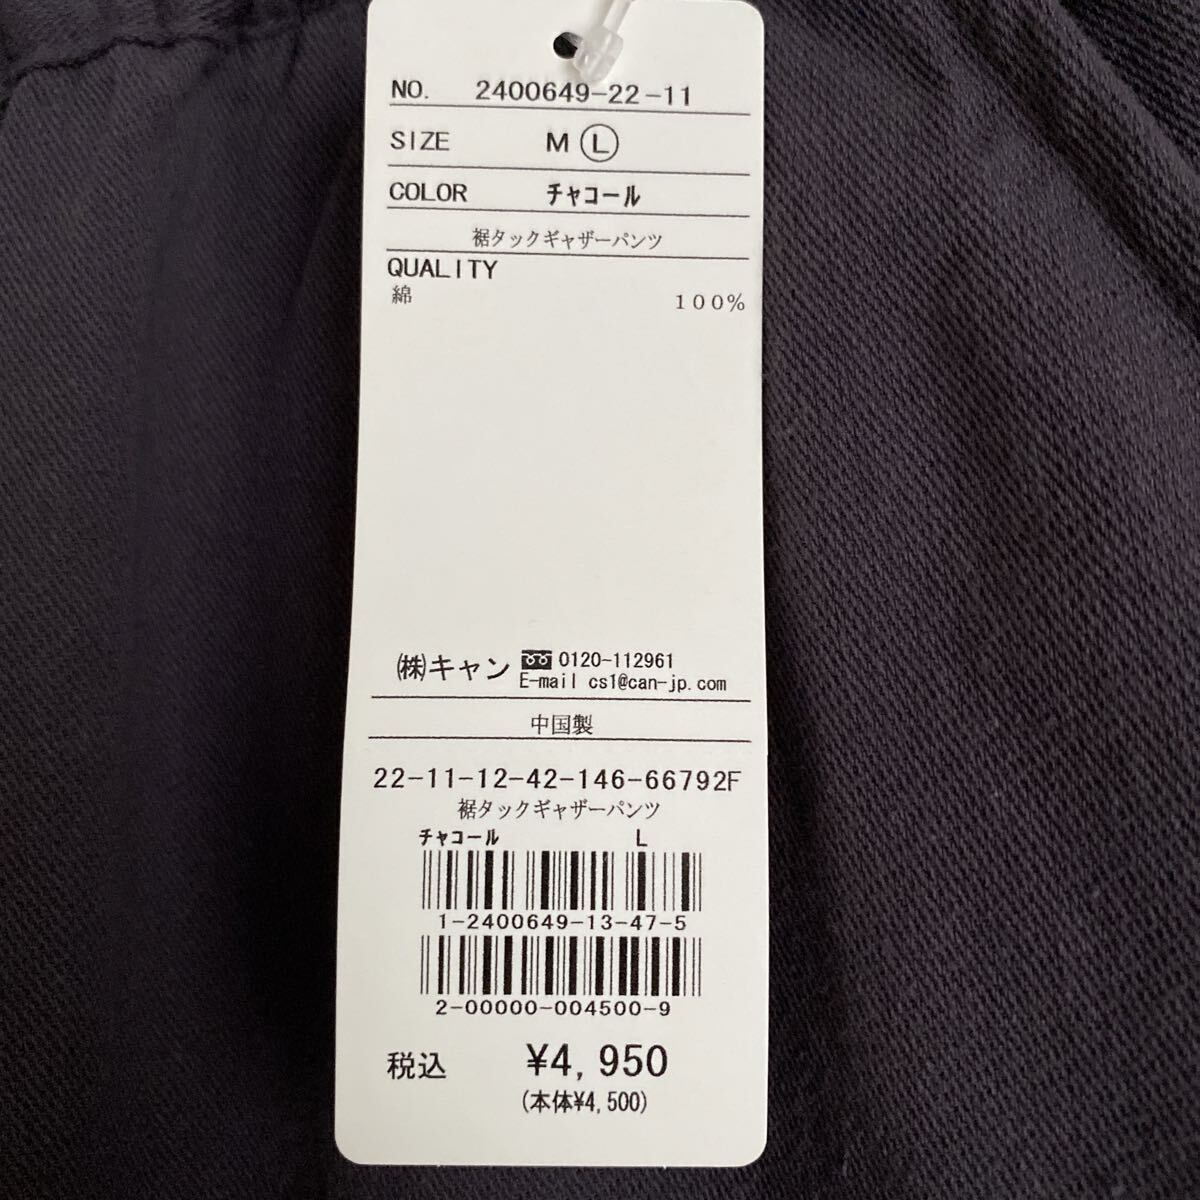 NO. 2400649-22-11
SIZE M L
COLOR チャコール
裾タックギャザーパンツ
QUALITY
綿 100%
㈱キャン 0120-112961
E-mail cs1@can-jp.com
中国製
22-11-12-42-146-66792F
裾タックギャザーパンツ
チャコール L
1-2400649-13-47-5
2-00000-004500-9
税込 ¥4,950
(本体¥4,500)